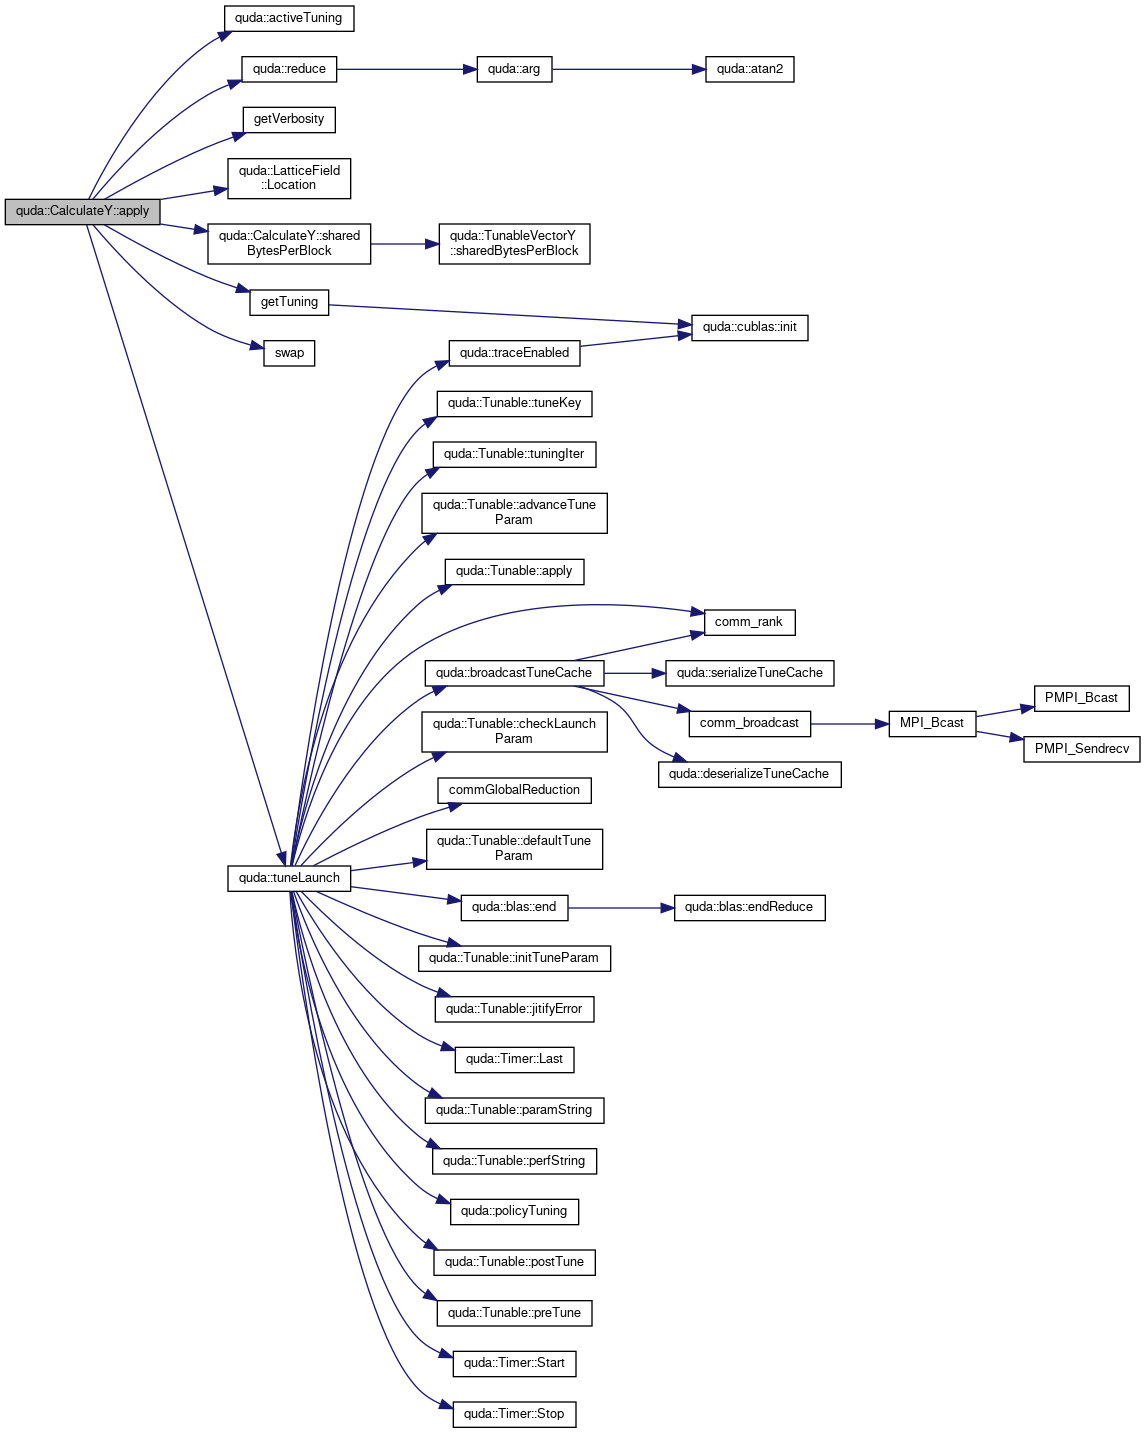 quda::activeTuning
quda::reduce
quda::arg
quda::atan2
getVerbosity
quda::LatticeField
::Location
quda::CalculateY::apply
quda::CalculateY::shared
BytesPerBlock
quda::TunableVectorY
::sharedBytesPerBlock
getTuning
quda::cublas::init
swap
quda::traceEnabled
quda::Tunable::tuneKey
quda::Tunable::tuningIter
quda::Tunable::advanceTune
Param
quda::Tunable::apply
comm_rank
quda::broadcastTuneCache
quda::serializeTuneCache
comm_broadcast
MPI_Bcast
PMPI_Bcast
PMPI_Sendrecv
quda::deserializeTuneCache
quda::Tunable::checkLaunch
Param
commGlobalReduction
quda::Tunable::defaultTune
Param
quda::tuneLaunch
quda::blas::end
quda::blas::endReduce
quda::Tunable::initTuneParam
quda::Tunable::jitifyError
quda::Timer::Last
quda::Tunable::paramString
quda::Tunable::perfString
quda::policyTuning
quda::Tunable::postTune
quda::Tunable::preTune
quda::Timer::Start
quda::Timer::Stop